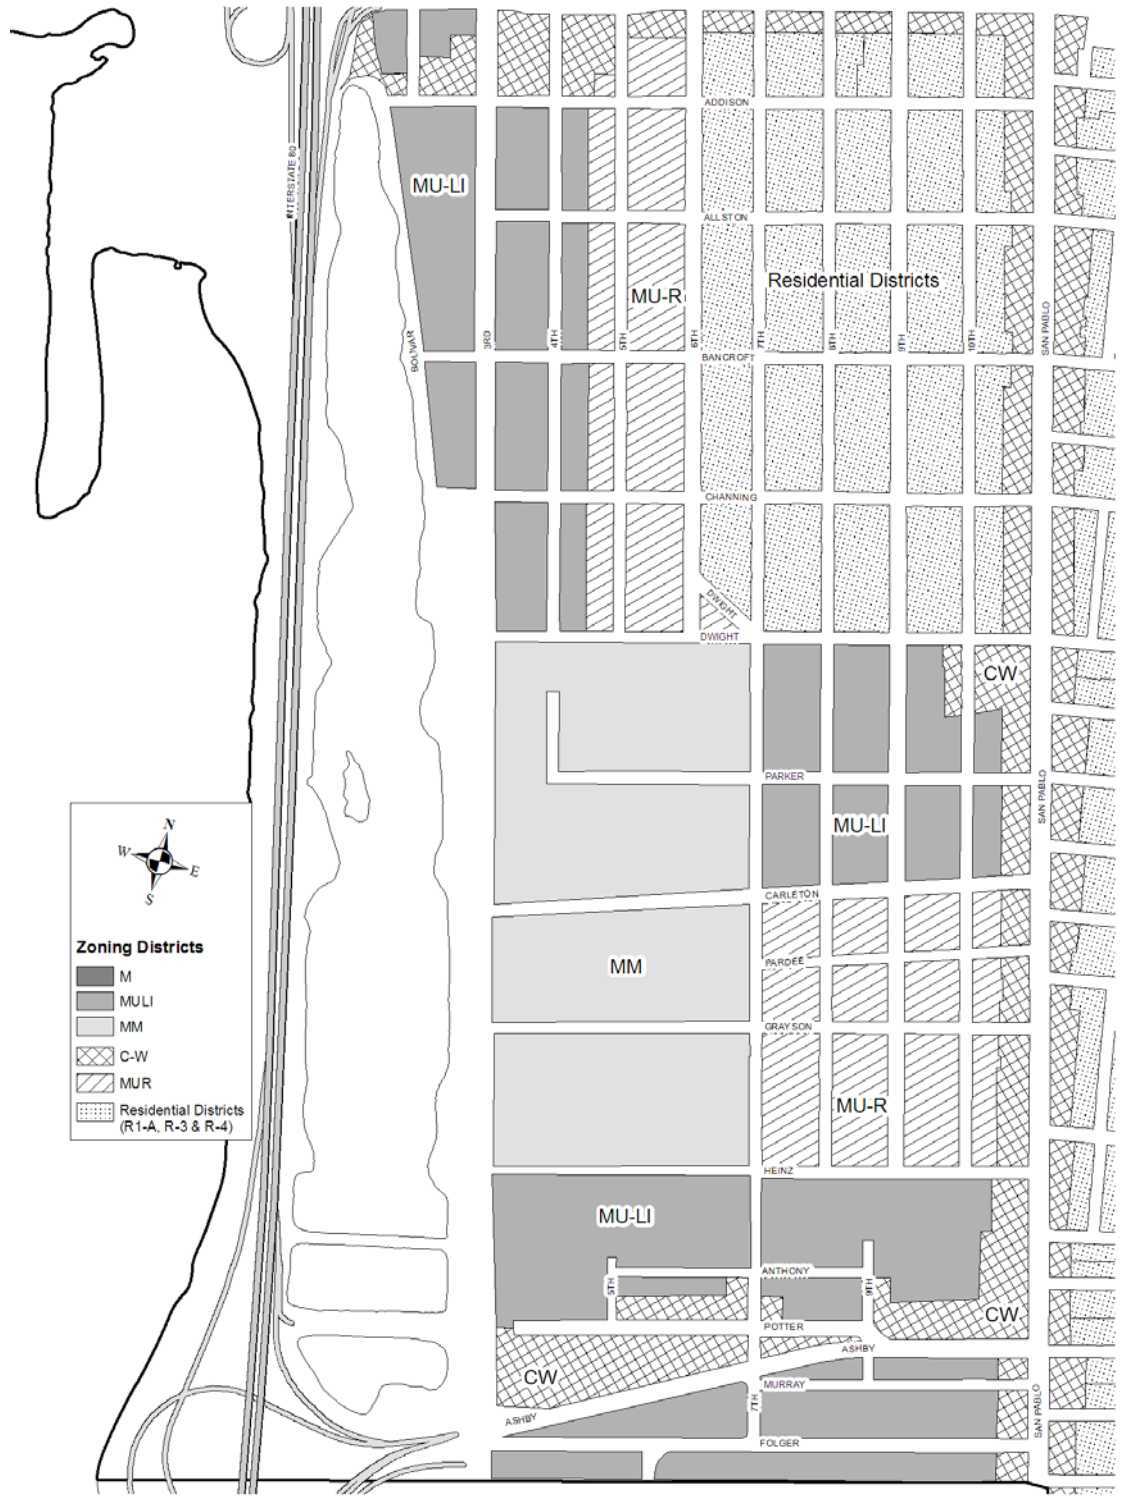 ADDISON
INTERSTATE 80
MU-LI
ALLSTON
Residential Districts
MU-R
BOLIVAR
3RD
4TH
5TH
6TH
7TH
8TH
9TH
10TH
SAN PABLO
BANCROFT
CHANNING
DWIGHT
DWIGHT
CW
PARKER
SAN PABLO
MU-LI
N
W
E
S
CARLETON
Zoning Districts
M
MULI
MM
C-W
MUR
Residential Districts
(R1-A, R-3 & R-4)
PARDEE
MM
GRAYSON
MU-R
HEINZ
MU-LI
ANTHONY
5TH
9TH
CW
POTTER
ASHBY
CW
MURRAY
7TH
SAN PABLO
ASHBY
FOLGER